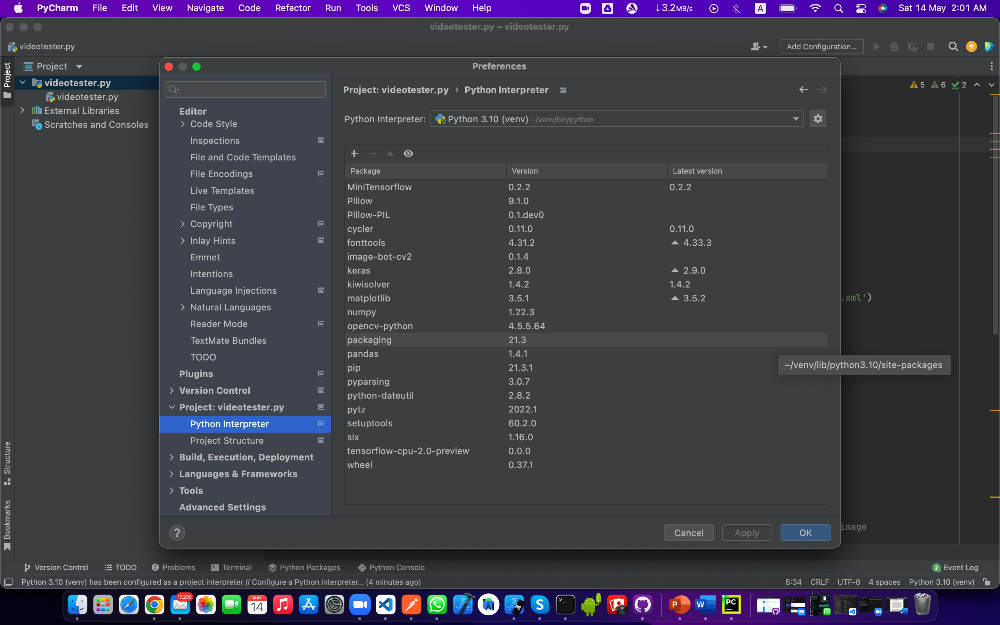 PyCharm File Edit View Navigate Code Refactor Run Tools VCS Window Help ↓3.2MB/s A Sat 14 May 2:01 AM
videotester.py – videotester.py
videotester.py
Add Configuration...
Project
Project
videotester.py
videotester.py
External Libraries
Scratches and Consoles
Structure
Bookmarks
5 6 2
.xml')
image
Preferences
Editor
Code Style
Inspections
File and Code Templates
File Encodings
Live Templates
File Types
Copyright
Inlay Hints
Emmet
Intentions
Language Injections
Natural Languages
Reader Mode
TextMate Bundles
TODO
Plugins
Version Control
Project: videotester.py
Python Interpreter
Project Structure
Build, Execution, Deployment
Languages & Frameworks
Tools
Advanced Settings
Project: videotester.py › Python Interpreter
Python Interpreter: Python 3.10 (venv) ~/venv/bin/python
Package Version Latest version
MiniTensorflow 0.2.2 0.2.2
Pillow 9.1.0
Pillow-PIL 0.1.dev0
cycler 0.11.0 0.11.0
fonttools 4.31.2 4.33.3
image-bot-cv2 0.1.4
keras 2.8.0 2.9.0
kiwisolver 1.4.2 1.4.2
matplotlib 3.5.1 3.5.2
numpy 1.22.3
opencv-python 4.5.5.64
packaging 21.3
pandas 1.4.1
pip 21.3.1
pyparsing 3.0.7
python-dateutil 2.8.2
pytz 2022.1
setuptools 60.2.0
six 1.16.0
tensorflow-cpu-2.0-preview 0.0.0
wheel 0.37.1
~/venv/lib/python3.10/site-packages
? Cancel Apply OK
Version Control TODO Problems Terminal Python Packages Python Console 2 Event Log
Python 3.10 (venv) has been configured as a project interpreter // Configure a Python interpreter... (4 minutes ago) 5:34 CRLF UTF-8 4 spaces Python 3.10 (venv)
17,200
MAY
14
S
P
W
PC